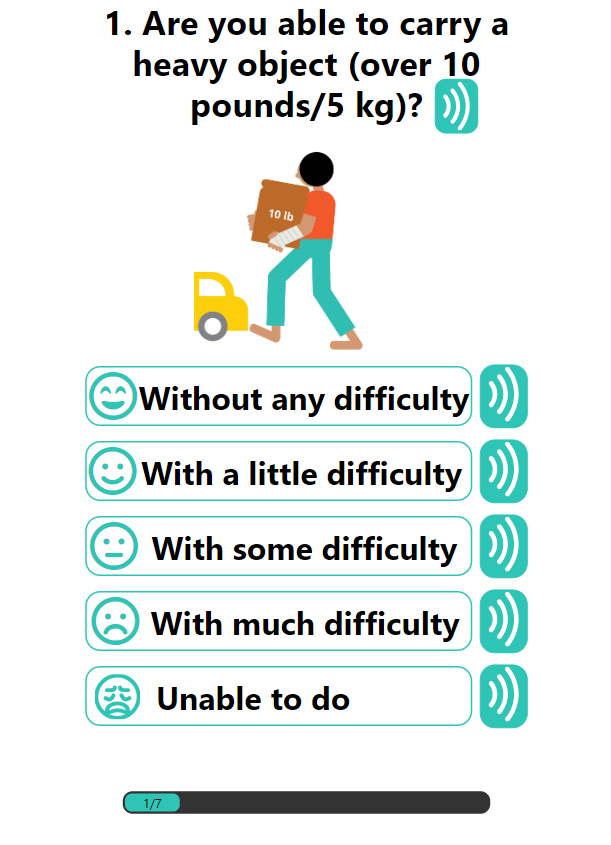 1. Are you able to carry a
heavy object (over 10
pounds/5 kg)?
10 lb
Without any difficulty
With a little difficulty
With some difficulty
With much difficulty
Unable to do
1/7